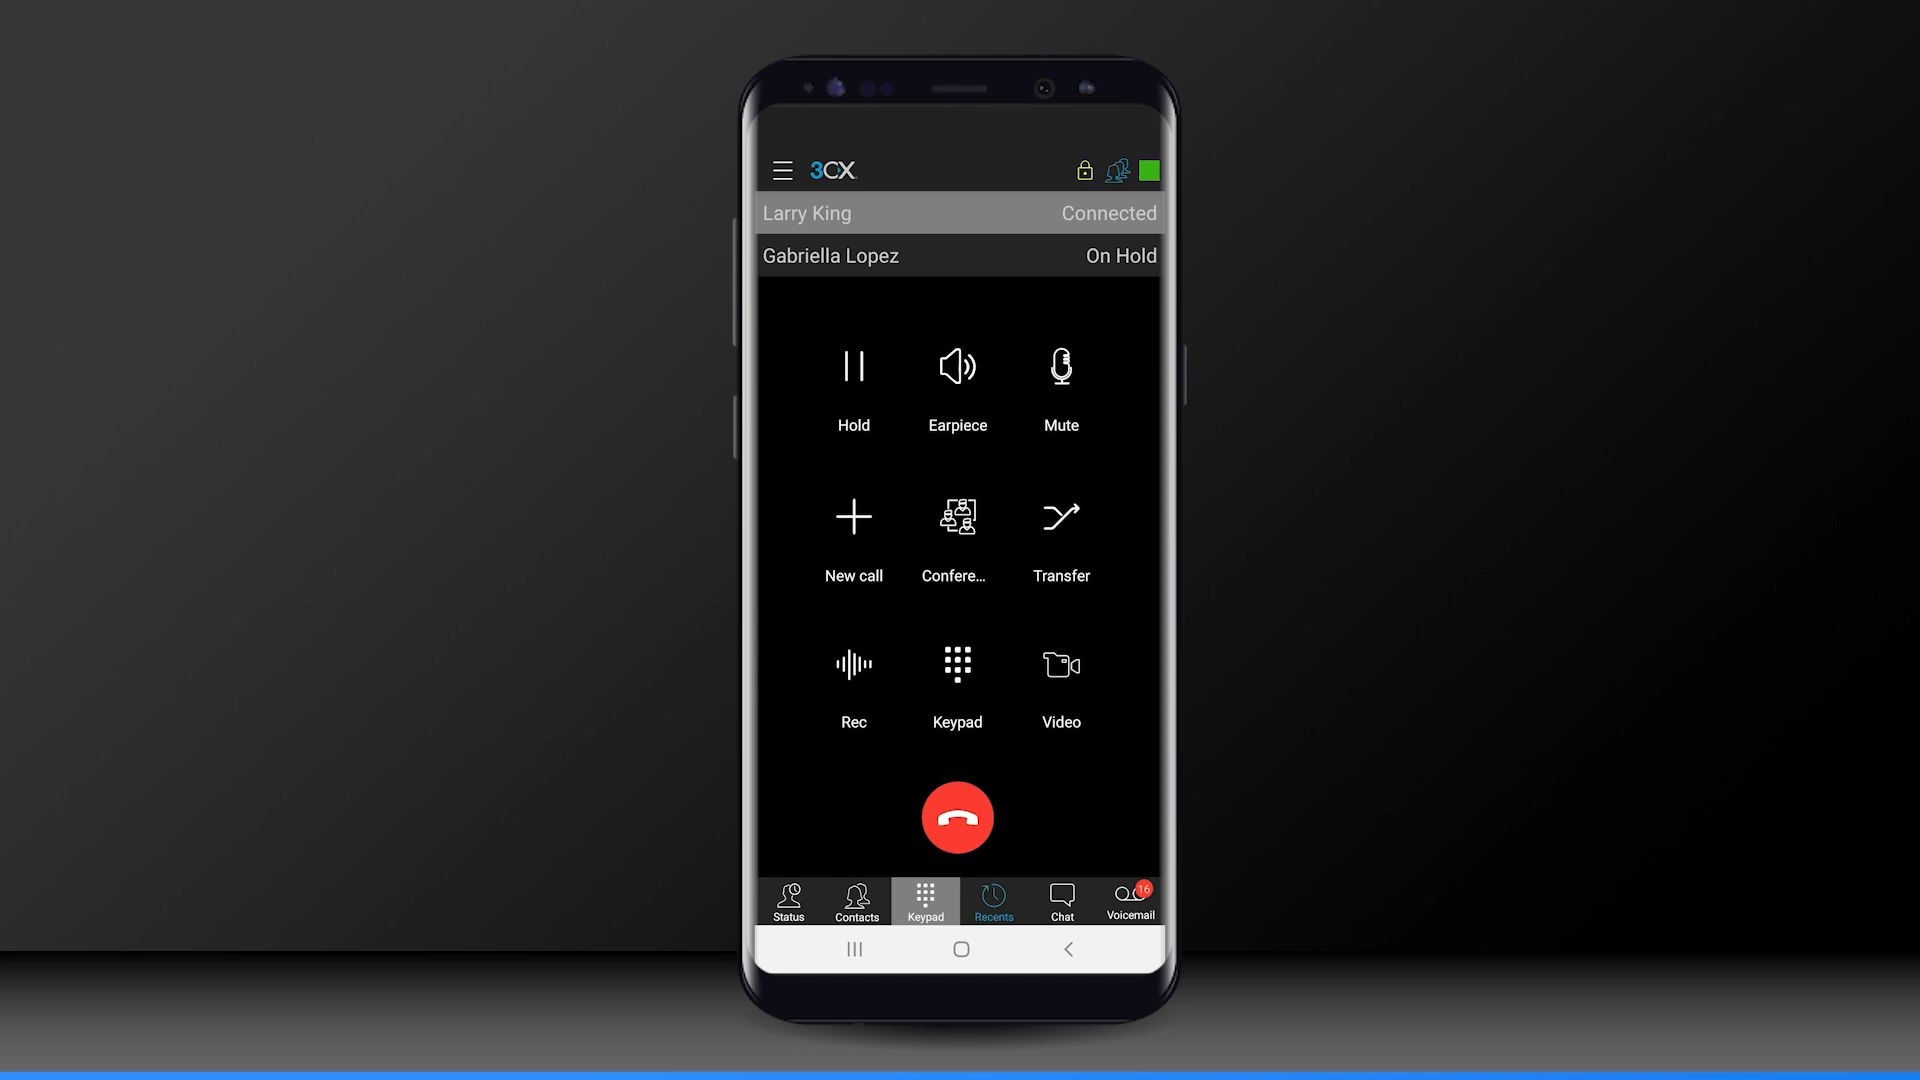 3CX
Larry King Connected
Gabriella Lopez On Hold
Hold Earpiece Mute
New call Confere... Transfer
Rec Keypad Video
16
Status Contacts Keypad Recents Chat Voicemail